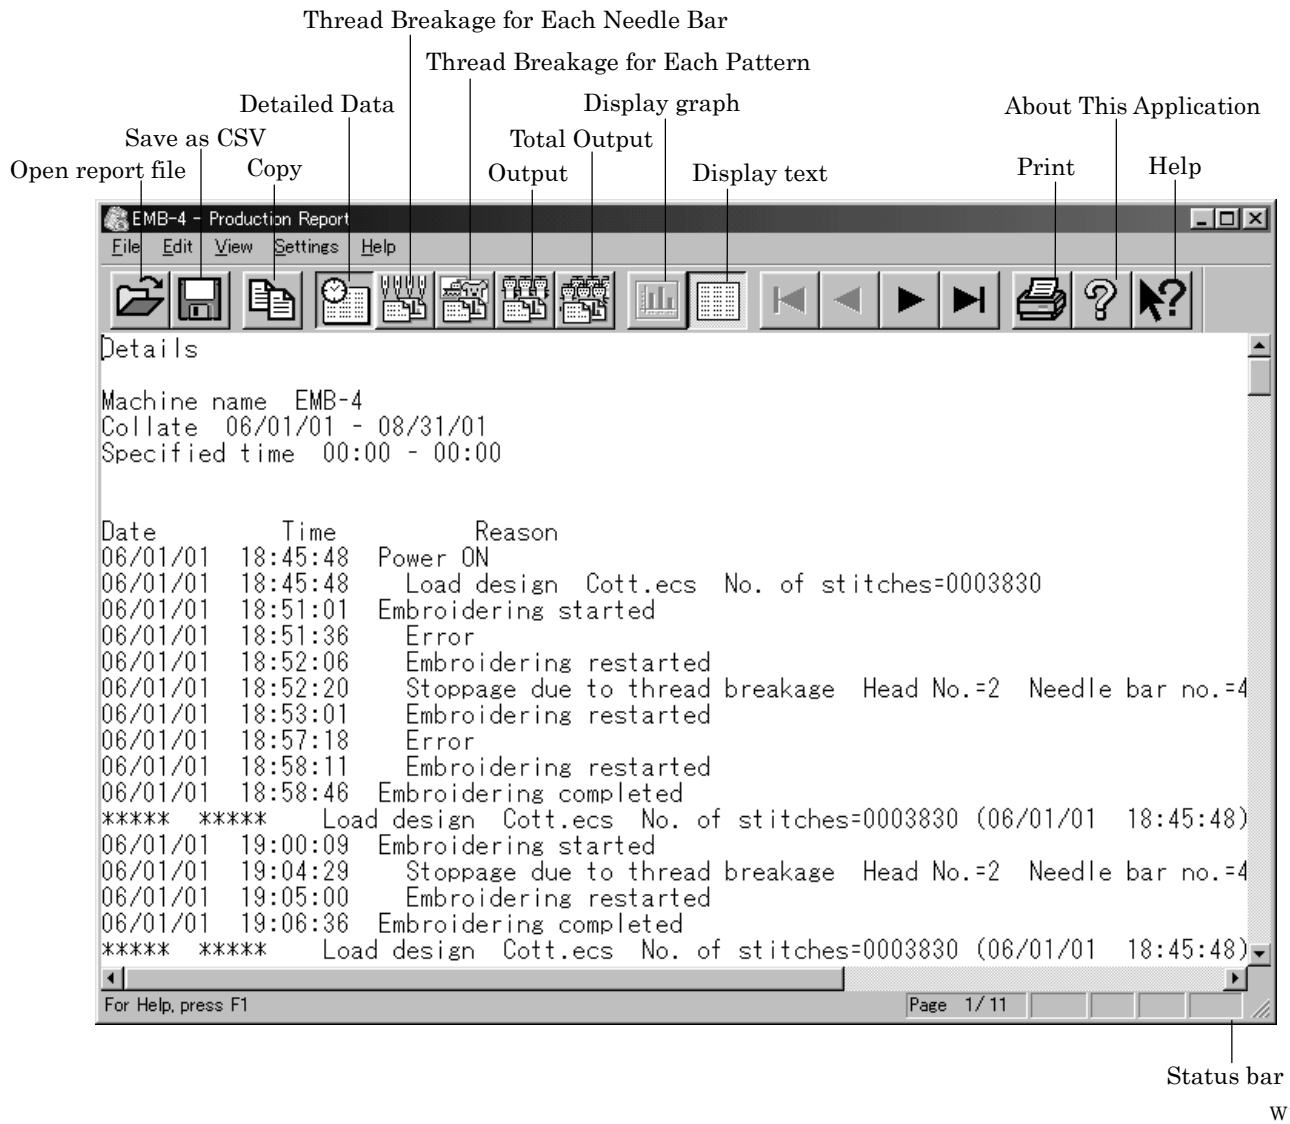 Thread Breakage for Each Needle Bar
Thread Breakage for Each Pattern
Detailed Data
Display graph
About This Application
Save as CSV
Total Output
Open report file
Copy
Output
Display text
Print
Help
EMB-4 - Production Report
File Edit View Settings Help
Details
Machine name EMB-4
Collate 06/01/01 - 08/31/01
Specified time 00:00 - 00:00
Date Time Reason
06/01/01 18:45:48 Power ON
06/01/01 18:45:48 Load design Cott.ecs No. of stitches=0003830
06/01/01 18:51:01 Embroidering started
06/01/01 18:51:36 Error
06/01/01 18:52:06 Embroidering restarted
06/01/01 18:52:20 Stoppage due to thread breakage Head No.=2 Needle bar no.=4
06/01/01 18:53:01 Embroidering restarted
06/01/01 18:57:18 Error
06/01/01 18:58:11 Embroidering restarted
06/01/01 18:58:46 Embroidering completed
***** ***** Load design Cott.ecs No. of stitches=0003830 (06/01/01 18:45:48)
06/01/01 19:00:09 Embroidering started
06/01/01 19:04:29 Stoppage due to thread breakage Head No.=2 Needle bar no.=4
06/01/01 19:05:00 Embroidering restarted
06/01/01 19:06:36 Embroidering completed
***** ***** Load design Cott.ecs No. of stitches=0003830 (06/01/01 18:45:48)
For Help, press F1
Page 1/ 11
Status bar
W